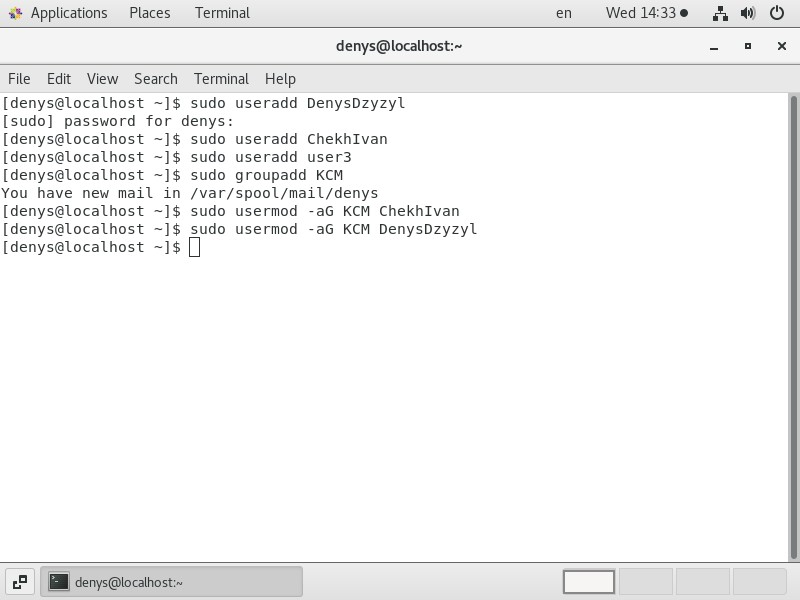 Applications Places Terminal en Wed 14:33
denys@localhost:~
File Edit View Search Terminal Help
[denys@localhost ~]$ sudo useradd DenysDzyzyl
[sudo] password for denys:
[denys@localhost ~]$ sudo useradd ChekhIvan
[denys@localhost ~]$ sudo useradd user3
[denys@localhost ~]$ sudo groupadd KCM
You have new mail in /var/spool/mail/denys
[denys@localhost ~]$ sudo usermod -aG KCM ChekhIvan
[denys@localhost ~]$ sudo usermod -aG KCM DenysDzyzyl
[denys@localhost ~]$
denys@localhost:~